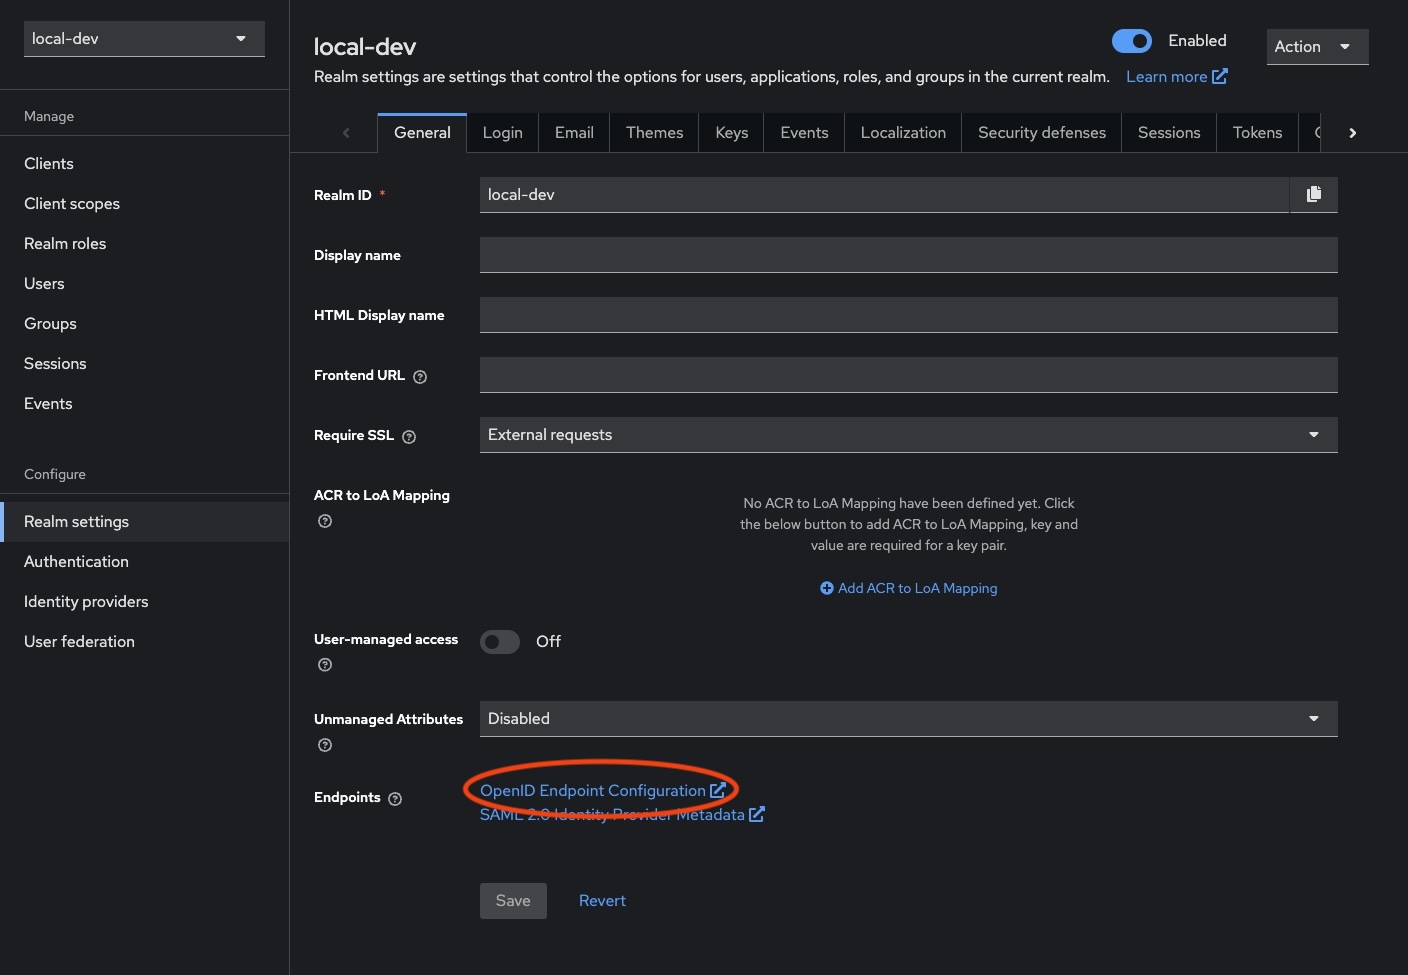 local-dev
Manage
Clients
Client scopes
Realm roles
Users
Groups
Sessions
Events
Configure
Realm settings
Authentication
Identity providers
User federation
local-dev
Enabled
Action
Realm settings are settings that control the options for users, applications, roles, and groups in the current realm. Learn more
General Login Email Themes Keys Events Localization Security defenses Sessions Tokens
Realm ID * local-dev
Display name
HTML Display name
Frontend URL
Require SSL External requests
ACR to LoA Mapping
No ACR to LoA Mapping have been defined yet. Click
the below button to add ACR to LoA Mapping, key and
value are required for a key pair.
Add ACR to LoA Mapping
User-managed access Off
Unmanaged Attributes Disabled
Endpoints OpenID Endpoint Configuration
SAML 2.0 Identity Provider Metadata
Save Revert